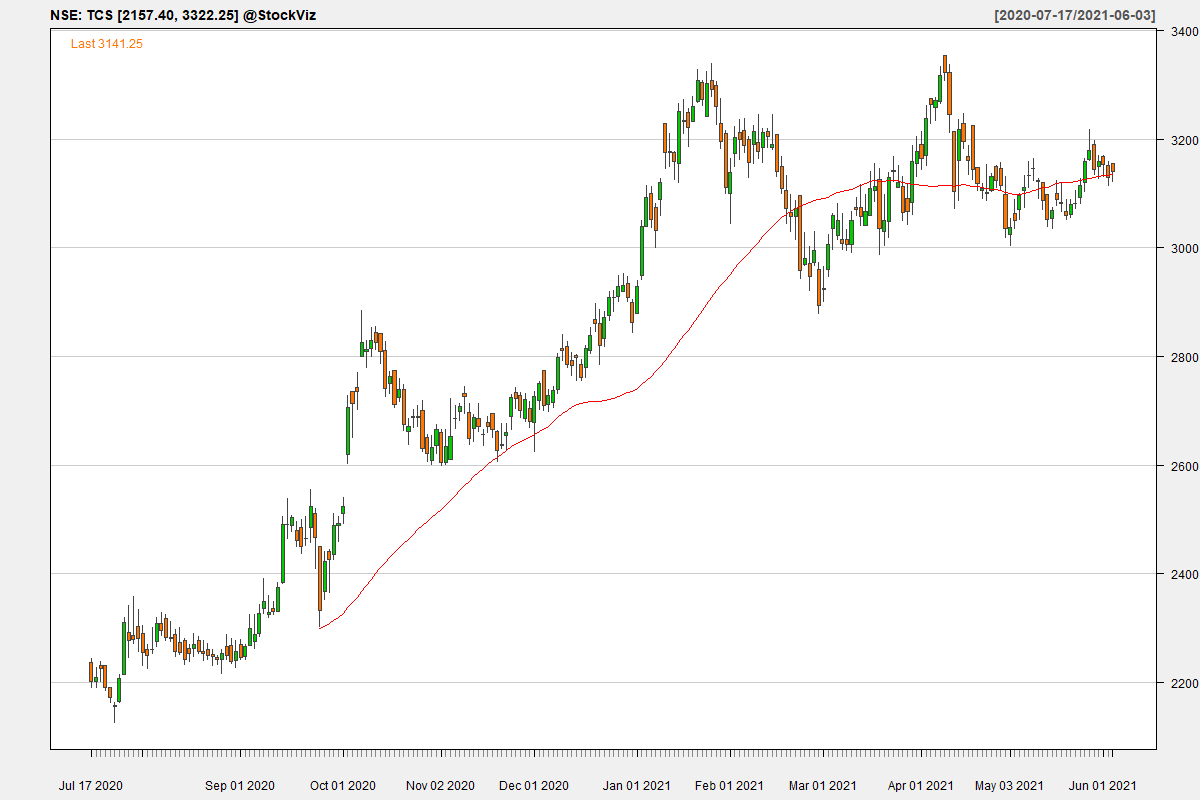 NSE: TCS [2157.40, 3322.25] @StockViz
[2020-07-17/2021-06-03]
Last 3141.25
3400
3200
3000
2800
2600
2400
2200
Jul 17 2020 Sep 01 2020 Oct 01 2020 Nov 02 2020 Dec 01 2020 Jan 01 2021 Feb 01 2021 Mar 01 2021 Apr 01 2021 May 03 2021 Jun 01 2021